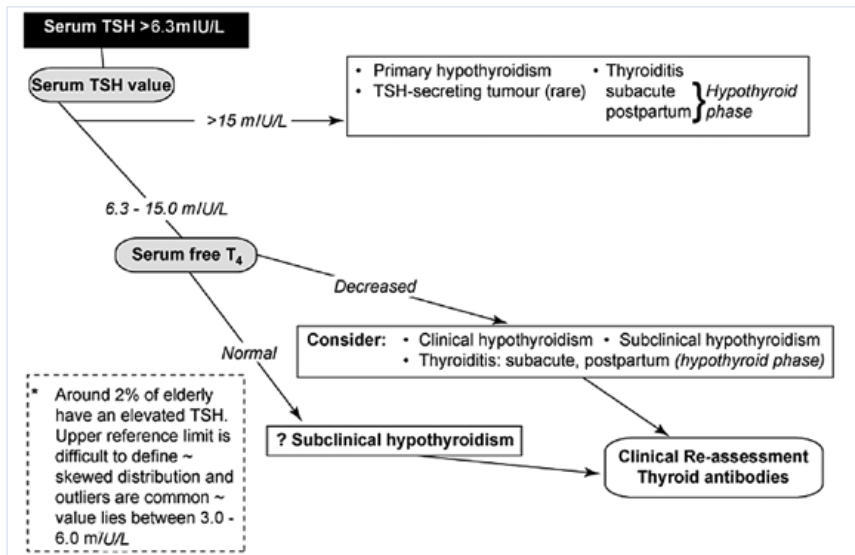 Serum TSH >6.3mIU/L
Serum TSH value
• Primary hypothyroidism
• TSH-secreting tumour (rare)
• Thyroiditis
subacute
postpartum
} Hypothyroid
phase
>15 mIU/L
6.3 - 15.0 mIU/L
Serum free T₄
Decreased
Consider: • Clinical hypothyroidism • Subclinical hypothyroidism
• Thyroiditis: subacute, postpartum (hypothyroid phase)
Normal
* Around 2% of elderly
have an elevated TSH.
Upper reference limit is
difficult to define ~
skewed distribution and
outliers are common ~
value lies between 3.0 -
6.0 mIU/L
? Subclinical hypothyroidism
Clinical Re-assessment
Thyroid antibodies